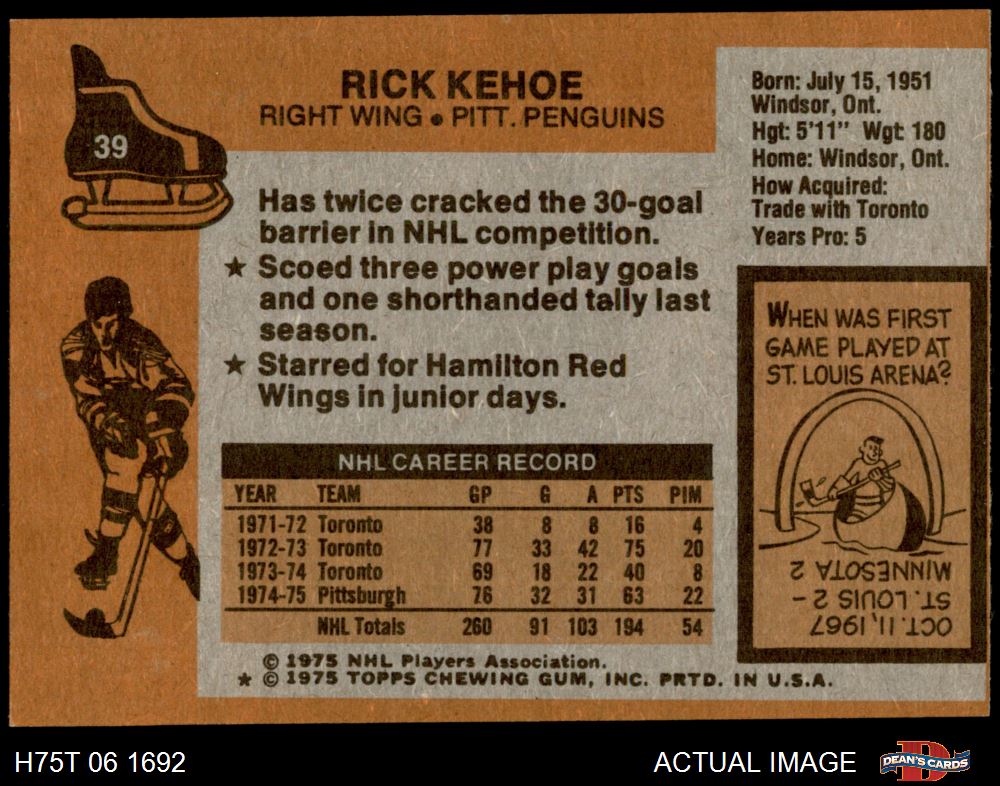 39
RICK KEHOE
RIGHT WING • PITT. PENGUINS
Has twice cracked the 30-goal
barrier in NHL competition.
★ Scoed three power play goals
and one shorthanded tally last
season.
★ Starred for Hamilton Red
Wings in junior days.
NHL CAREER RECORD
YEAR TEAM GP G A PTS PIM
1971-72 Toronto 38 8 8 16 4
1972-73 Toronto 77 33 42 75 20
1973-74 Toronto 69 18 22 40 8
1974-75 Pittsburgh 76 32 31 63 22
NHL Totals 260 91 103 194 54
© 1975 NHL Players Association.
★ © 1975 TOPPS CHEWING GUM, INC. PRTD. IN U.S.A.
Born: July 15, 1951
Windsor, Ont.
Hgt: 5'11" Wgt: 180
Home: Windsor, Ont.
How Acquired:
Trade with Toronto
Years Pro: 5
WHEN WAS FIRST
GAME PLAYED AT
ST. LOUIS ARENA?
OCT. 11, 1967
ST. LOUIS 2 -
MINNESOTA 2
H75T 06 1692
ACTUAL IMAGE
D
DEAN'S CARDS